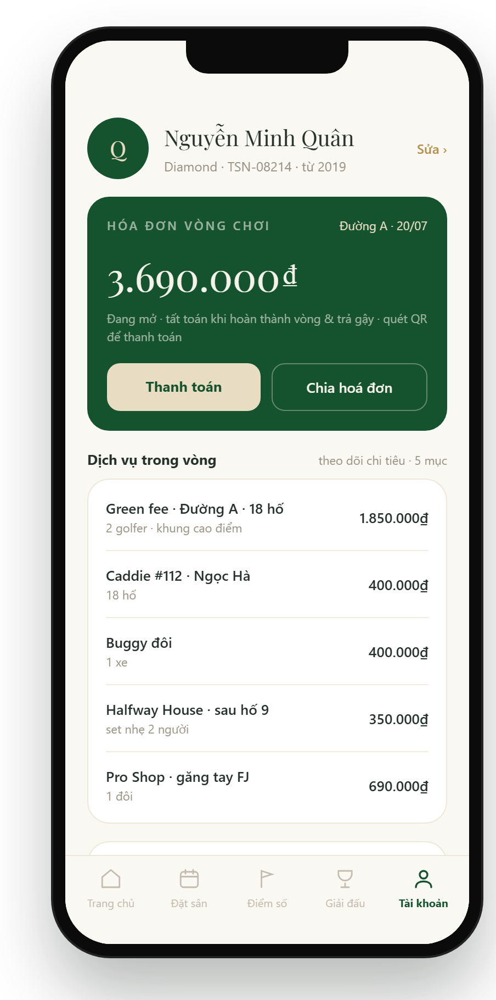 Q
Nguyễn Minh Quân
Sửa ›
Diamond · TSN-08214 · từ 2019
HÓA ĐƠN VÒNG CHƠI
Đường A · 20/07
3.690.000₫
Đang mở · tất toán khi hoàn thành vòng & trả gậy · quét QR
để thanh toán
Thanh toán
Chia hoá đơn
Dịch vụ trong vòng
theo dõi chi tiêu · 5 mục
Green fee · Đường A · 18 hố
2 golfer · khung cao điểm
1.850.000₫
Caddie #112 · Ngọc Hà
18 hố
400.000₫
Buggy đôi
1 xe
400.000₫
Halfway House · sau hố 9
set nhẹ 2 người
350.000₫
Pro Shop · găng tay FJ
1 đôi
690.000₫
Trang chủ
Đặt sân
Điểm số
Giải đấu
Tài khoản